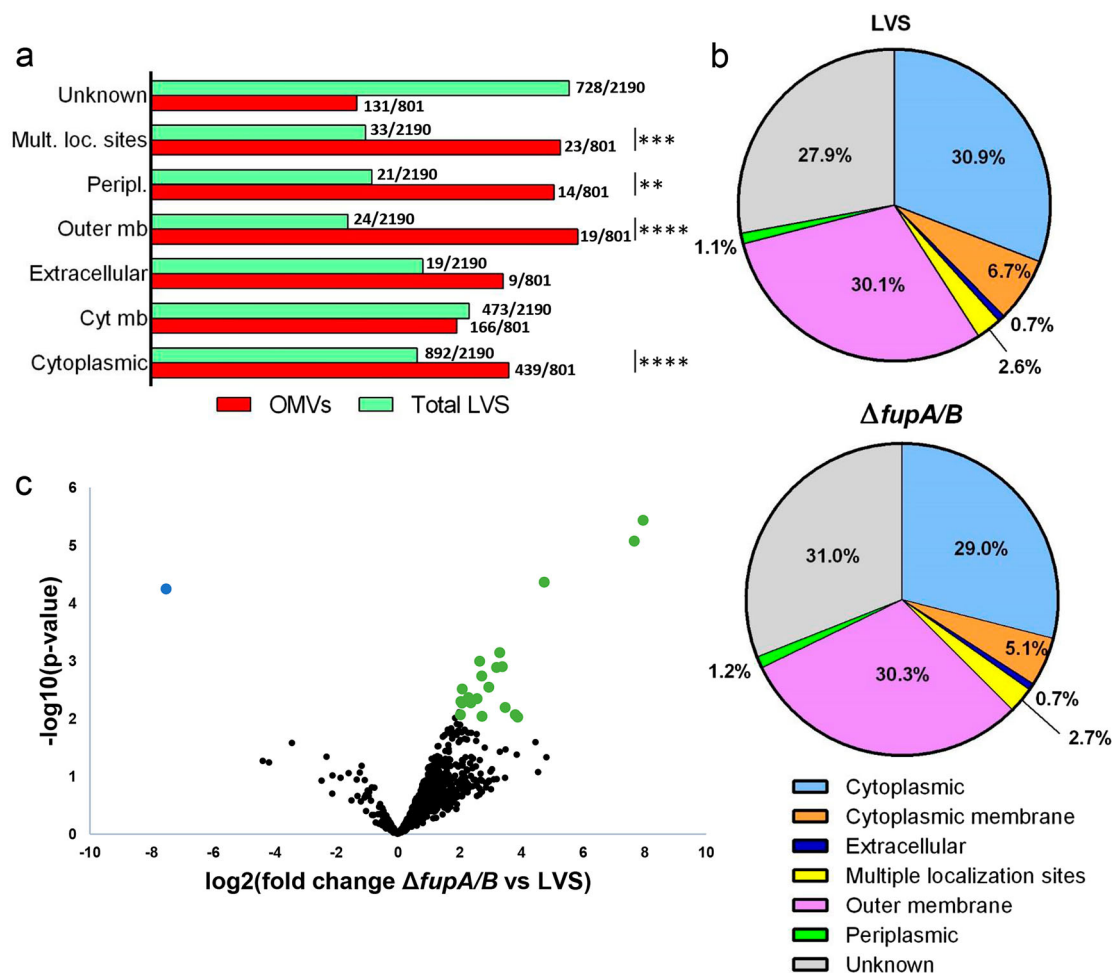 a
Unknown
728/2190
131/801
Mult. loc. sites
33/2190
23/801
***
Peripl.
21/2190
14/801
**
Outer mb
24/2190
19/801
****
Extracellular
19/2190
9/801
Cyt mb
473/2190
166/801
Cytoplasmic
892/2190
439/801
****
OMVs
Total LVS
b
LVS
27.9%
30.9%
1.1%
30.1%
6.7%
0.7%
2.6%
ΔfupA/B
31.0%
29.0%
1.2%
30.3%
5.1%
0.7%
2.7%
Cytoplasmic
Cytoplasmic membrane
Extracellular
Multiple localization sites
Outer membrane
Periplasmic
Unknown
c
-log10(p-value)
6
5
4
3
2
1
0
-10 -8 -6 -4 -2 0 2 4 6 8 10
log2(fold change ΔfupA/B vs LVS)